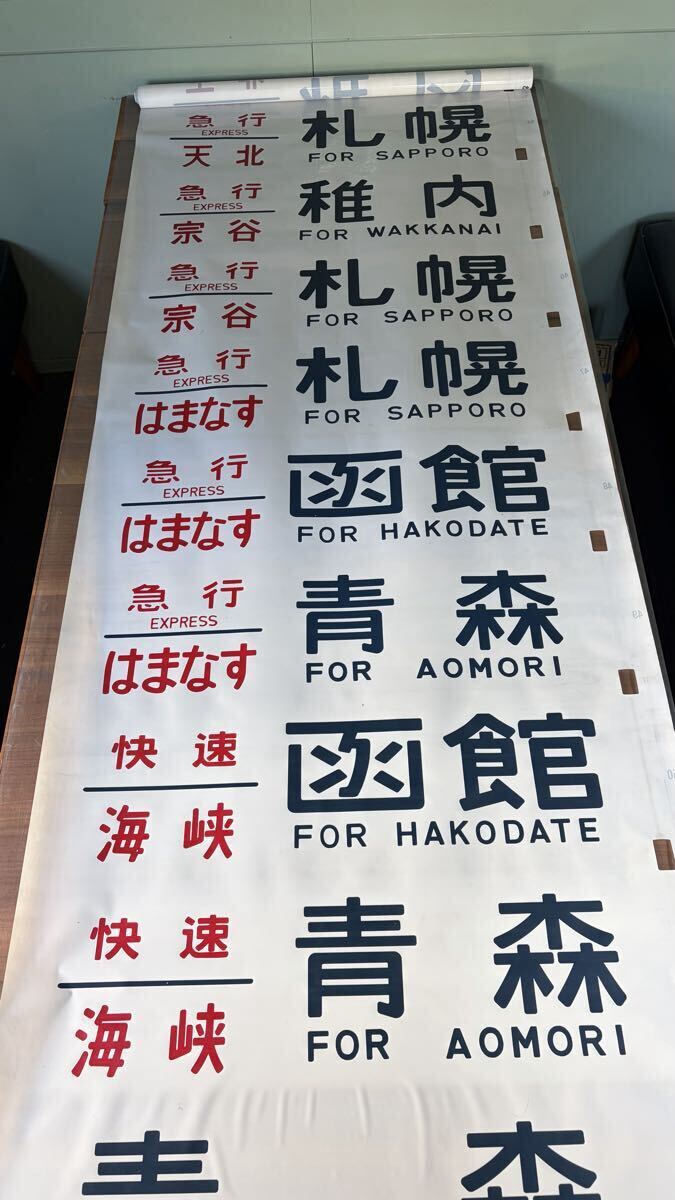 急行 札幌
EXPRESS
天北 FOR SAPPORO
急行 稚内
EXPRESS
宗谷 FOR WAKKANAI
急行 札幌
EXPRESS
宗谷 FOR SAPPORO
急行 札幌
EXPRESS
はまなす FOR SAPPORO
急行 函館
EXPRESS
はまなす FOR HAKODATE
急行 青森
EXPRESS
はまなす FOR AOMORI
快速 函館
海峡 FOR HAKODATE
快速 青森
海峡 FOR AOMORI
青森